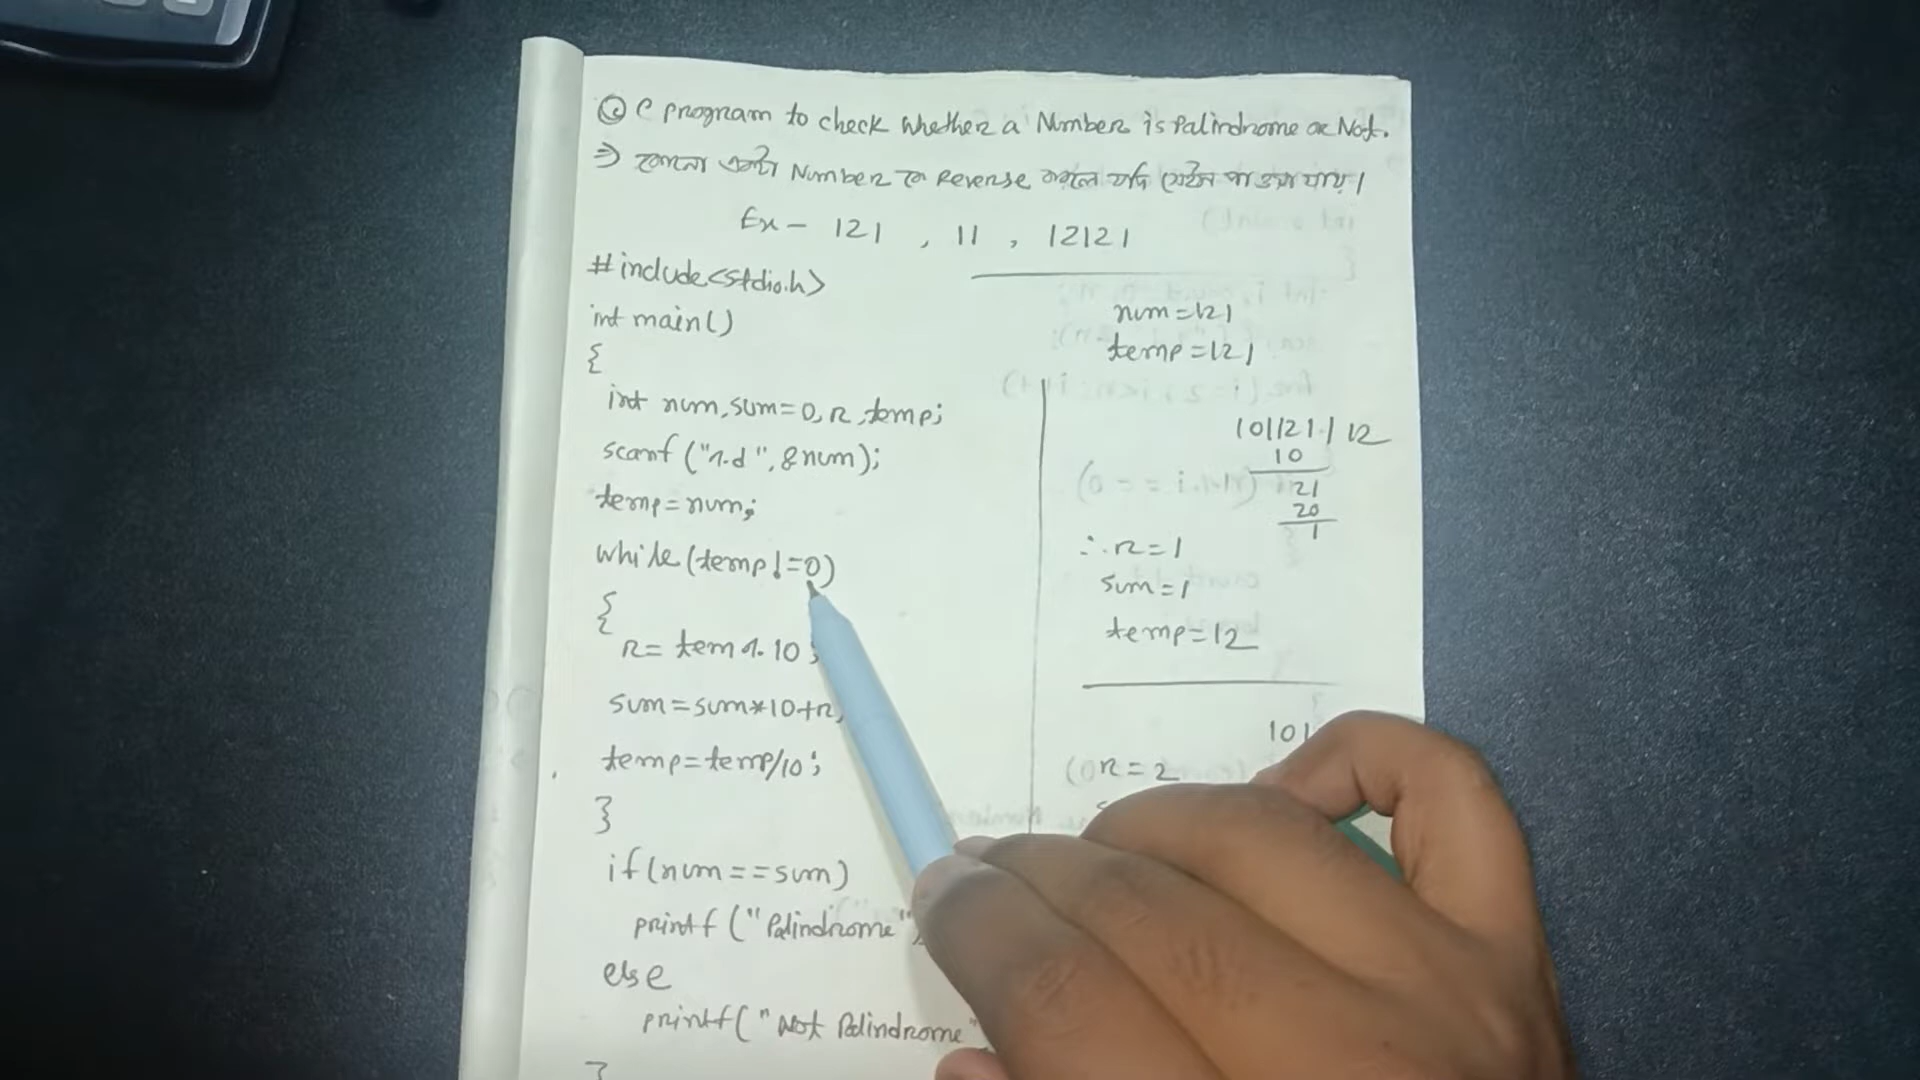 C program to check whether a Number is Palindrome or Not.
⇒ কোনো একটা Number কে Reverse করলে যদি সেইম পাওয়া যায়।
Ex - 121 , 11 , 12121
#include<stdio.h>
int main()
{
int num,sum=0,r,temp;
scanf("%d",&num);
temp=num;
while(temp!=0)
{
r= tem%10;
sum=sum*10+r;
temp=temp/10;
}
if(num==sum)
printf("Palindrome"
else
printf("Not Palindrome"
}
num=121
temp=121
10)121(12
10
21
20
1
∴ r=1
sum=1
temp=12
10)
r=2